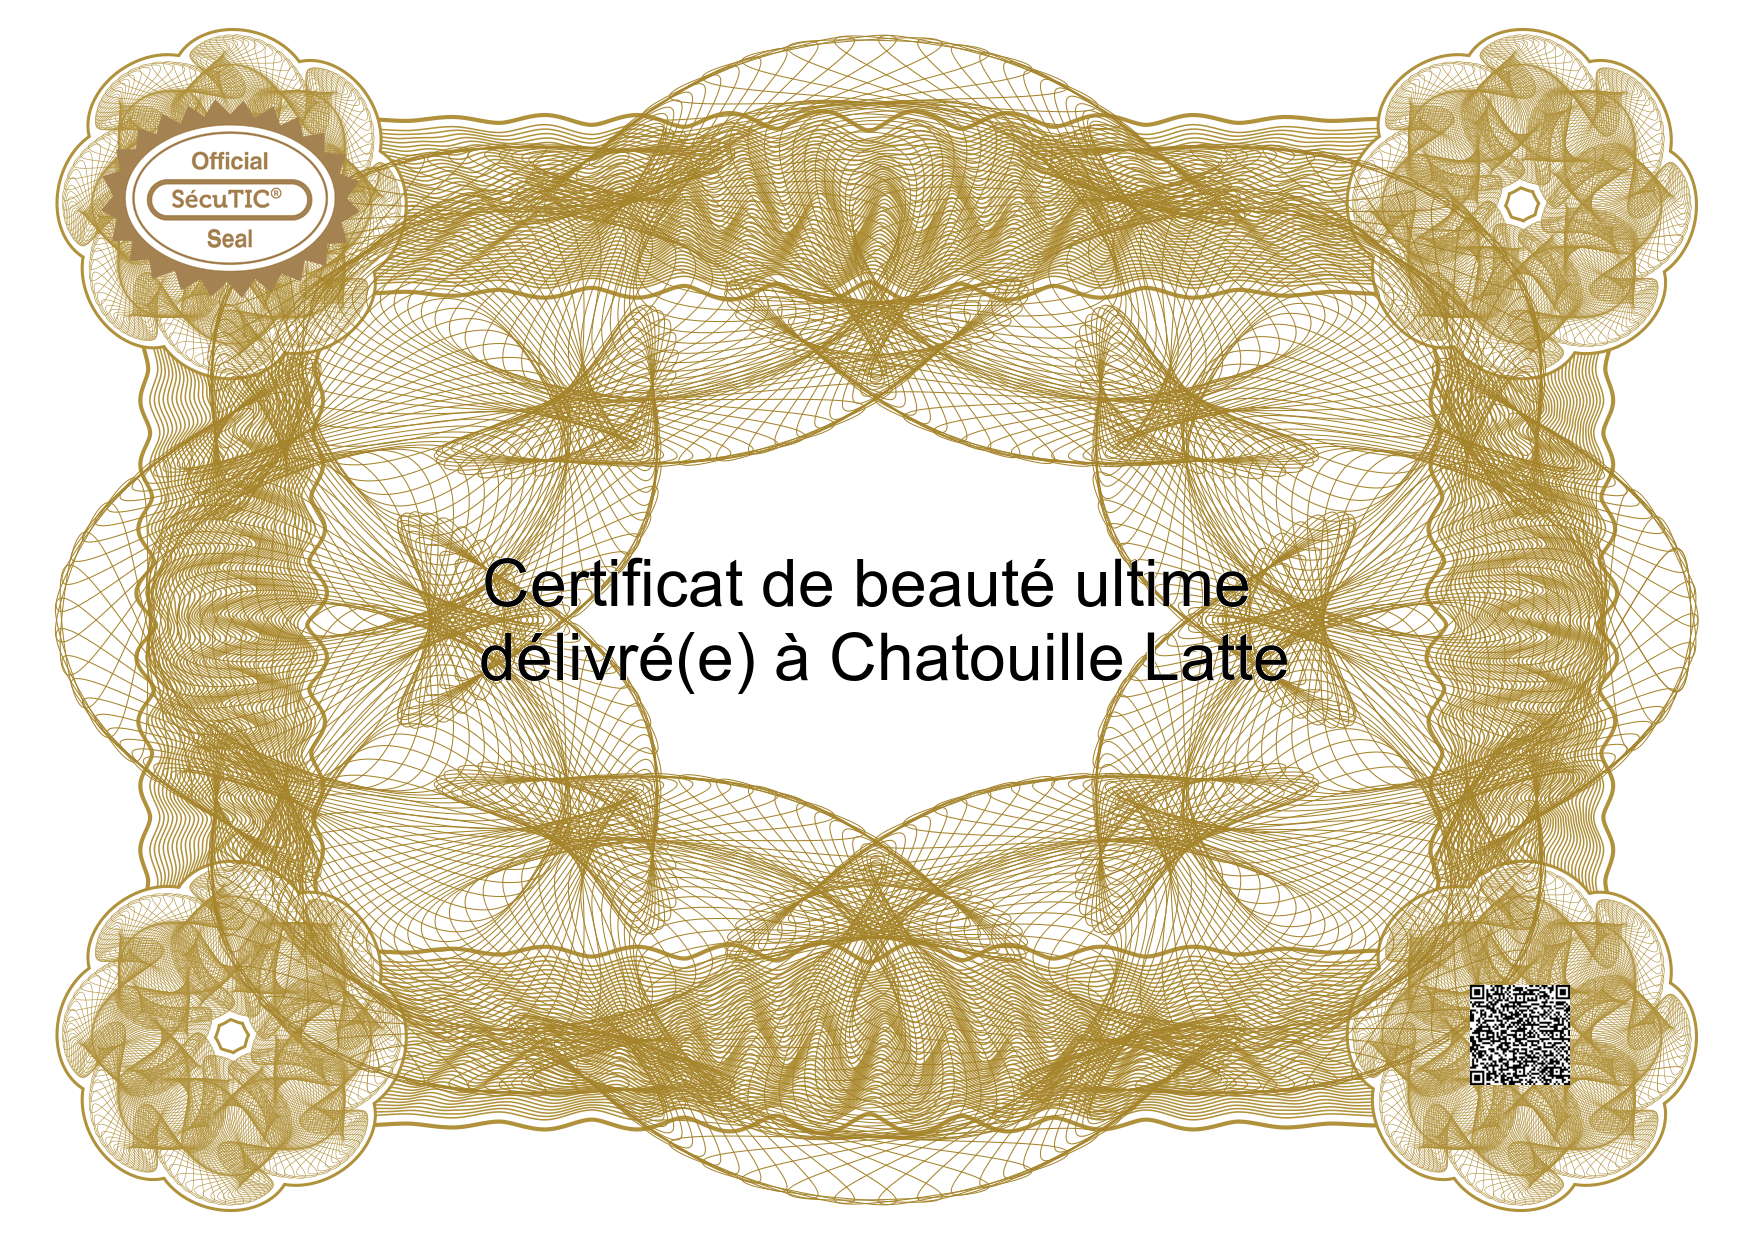 Official
SécuTIC®
Seal
Certificat de beauté ultime
délivré(e) à Chatouille Latte